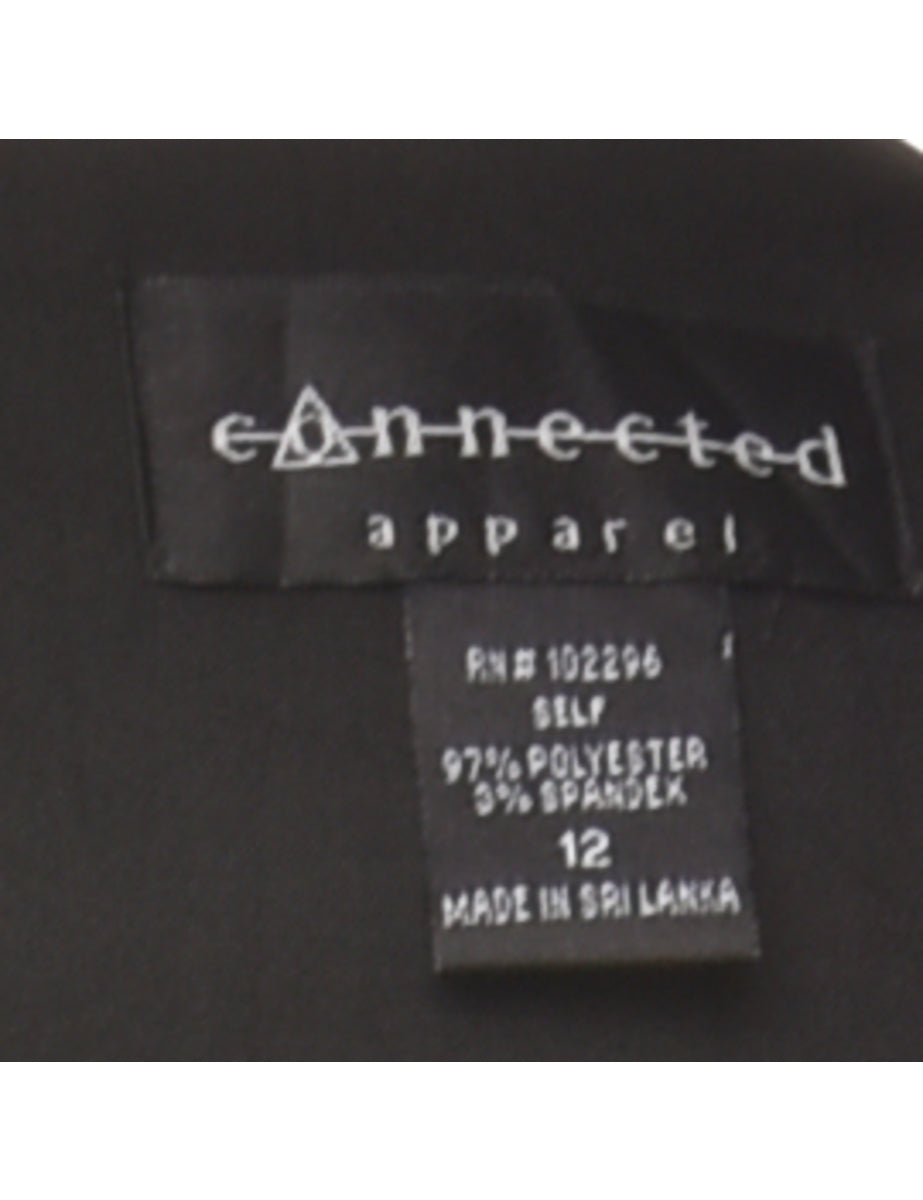 connected
apparel
RN# 102296
SELF
97% POLYESTER
3% SPANDEX
12
MADE IN SRI LANKA